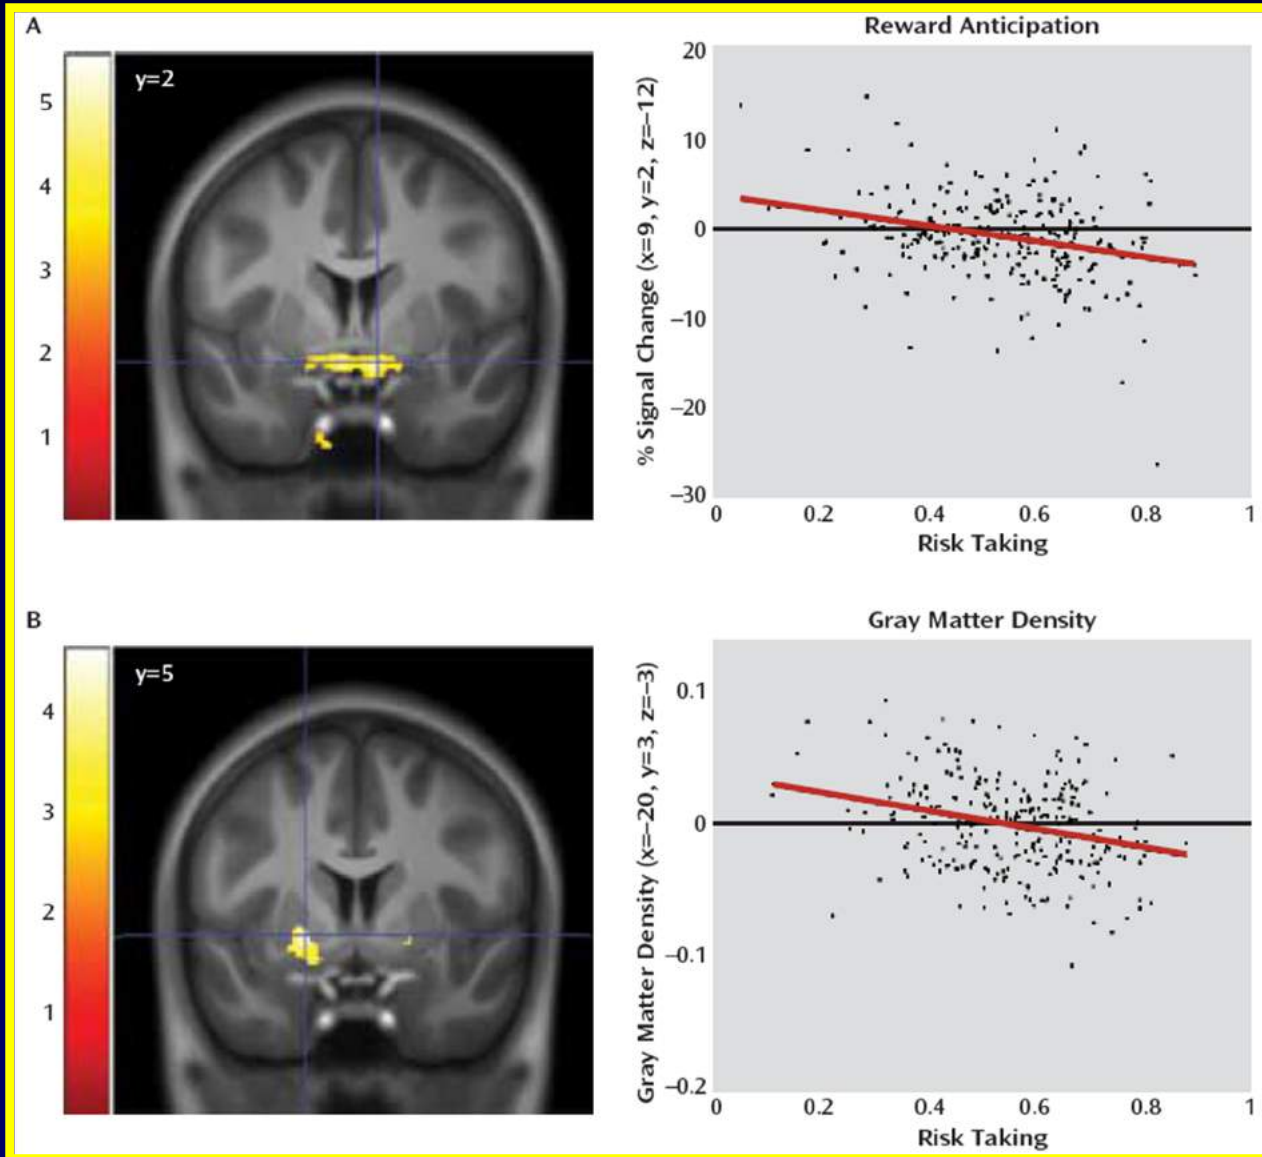 A
y=2
5
4
3
2
1
Reward Anticipation
% Signal Change (x=9, y=2, z=−12)
20
10
0
−10
−20
−30
0 0.2 0.4 0.6 0.8 1
Risk Taking
B
y=5
4
3
2
1
Gray Matter Density
Gray Matter Density (x=−20, y=3, z=−3)
0.1
0
−0.1
−0.2
0 0.2 0.4 0.6 0.8 1
Risk Taking